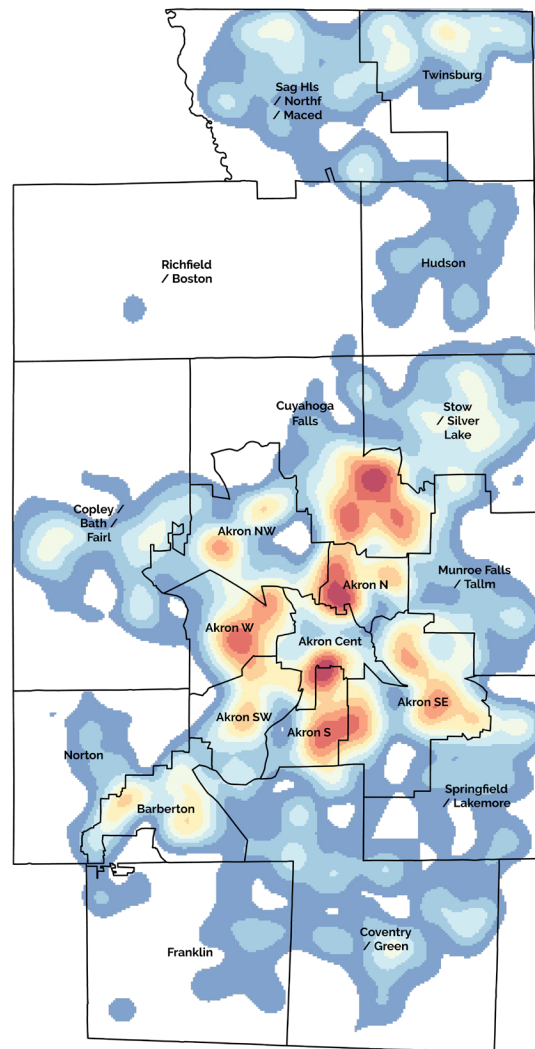 Twinsburg
Sag Hls
/ Northf
/ Maced
Richfield
/ Boston
Hudson
Cuyahoga
Falls
Stow
/ Silver
Lake
Copley /
Bath /
Fairl
Akron NW
Munroe Falls
/ Tallm
Akron N
Akron W
Akron Cent
Akron SE
Akron SW
Akron S
Norton
Springfield
/ Lakemore
Barberton
Coventry
/ Green
Franklin